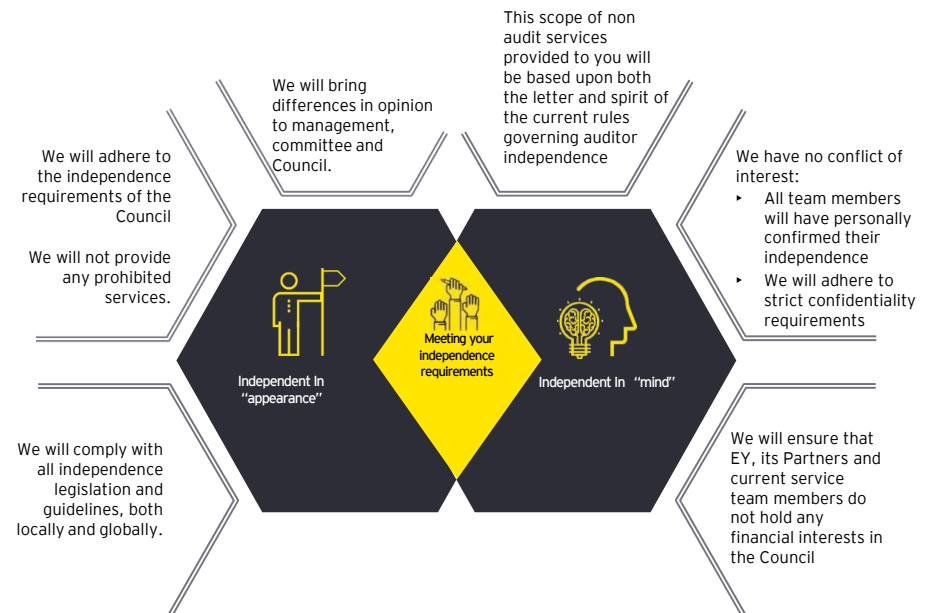 This scope of non
audit services
provided to you will
be based upon both
the letter and spirit of
the current rules
governing auditor
independence
We will bring
differences in opinion
to management,
committee and
Council.
We will adhere to
the independence
requirements of the
Council
We will not provide
any prohibited
services.
We have no conflict of
interest:
‣ All team members
will have personally
confirmed their
independence
‣ We will adhere to
strict confidentiality
requirements
Meeting your
independence
requirements
Independent In
“appearance”
Independent In “mind”
We will comply with
all independence
legislation and
guidelines, both
locally and globally.
We will ensure that
EY, its Partners and
current service
team members do
not hold any
financial interests in
the Council